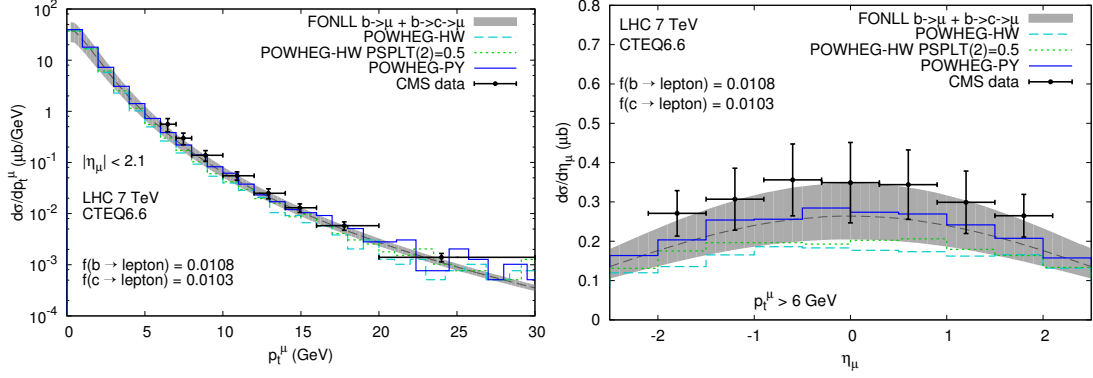 FONLL b->μ + b->c->μ
POWHEG-HW
POWHEG-HW PSPLT(2)=0.5
POWHEG-PY
CMS data
|η_μ| < 2.1
LHC 7 TeV
CTEQ6.6
f(b → lepton) = 0.0108
f(c → lepton) = 0.0103
dσ/dp_t^μ (μb/GeV)
100
10
1
10^-1
10^-2
10^-3
10^-4
0 5 10 15 20 25 30
p_t^μ (GeV)
LHC 7 TeV
CTEQ6.6
FONLL b->μ + b->c->μ
POWHEG-HW
POWHEG-HW PSPLT(2)=0.5
POWHEG-PY
CMS data
f(b → lepton) = 0.0108
f(c → lepton) = 0.0103
dσ/dη_μ (μb)
0.8
0.7
0.6
0.5
0.4
0.3
0.2
0.1
0
p_t^μ > 6 GeV
-2 -1 0 1 2
η_μ